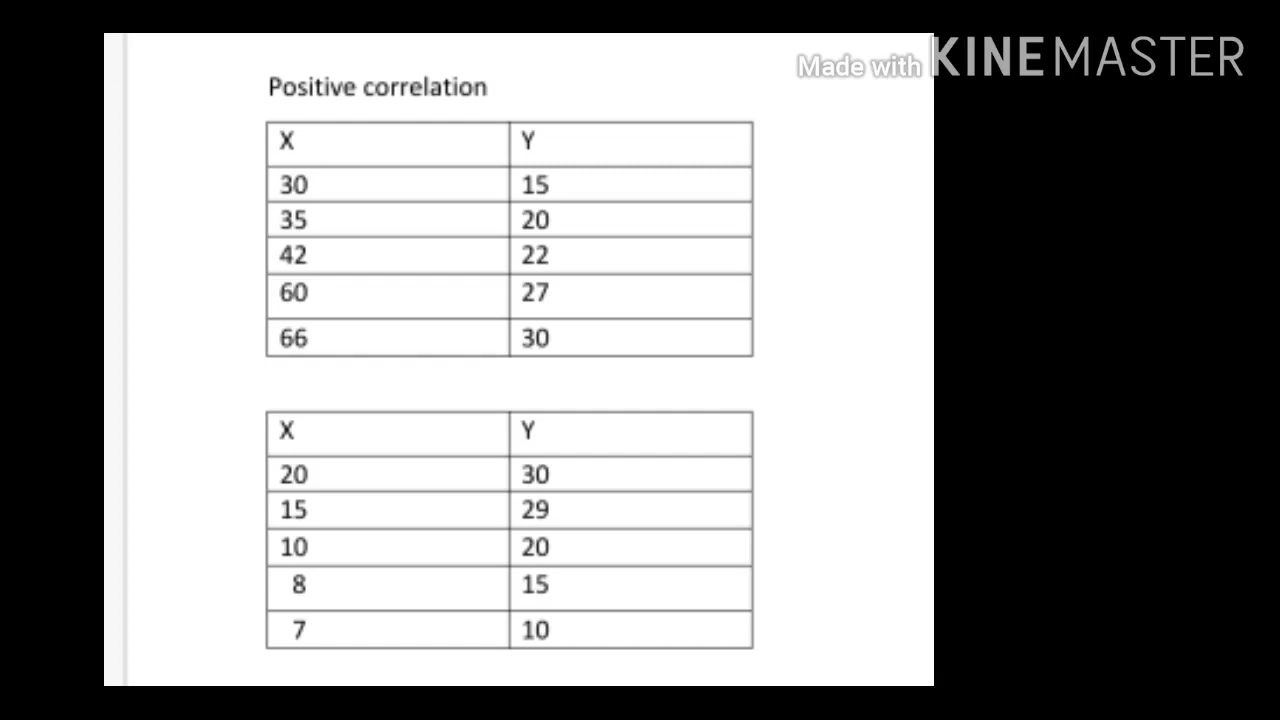 Made with KINEMASTER
Positive correlation
X Y
30 15
35 20
42 22
60 27
66 30
X Y
20 30
15 29
10 20
8 15
7 10